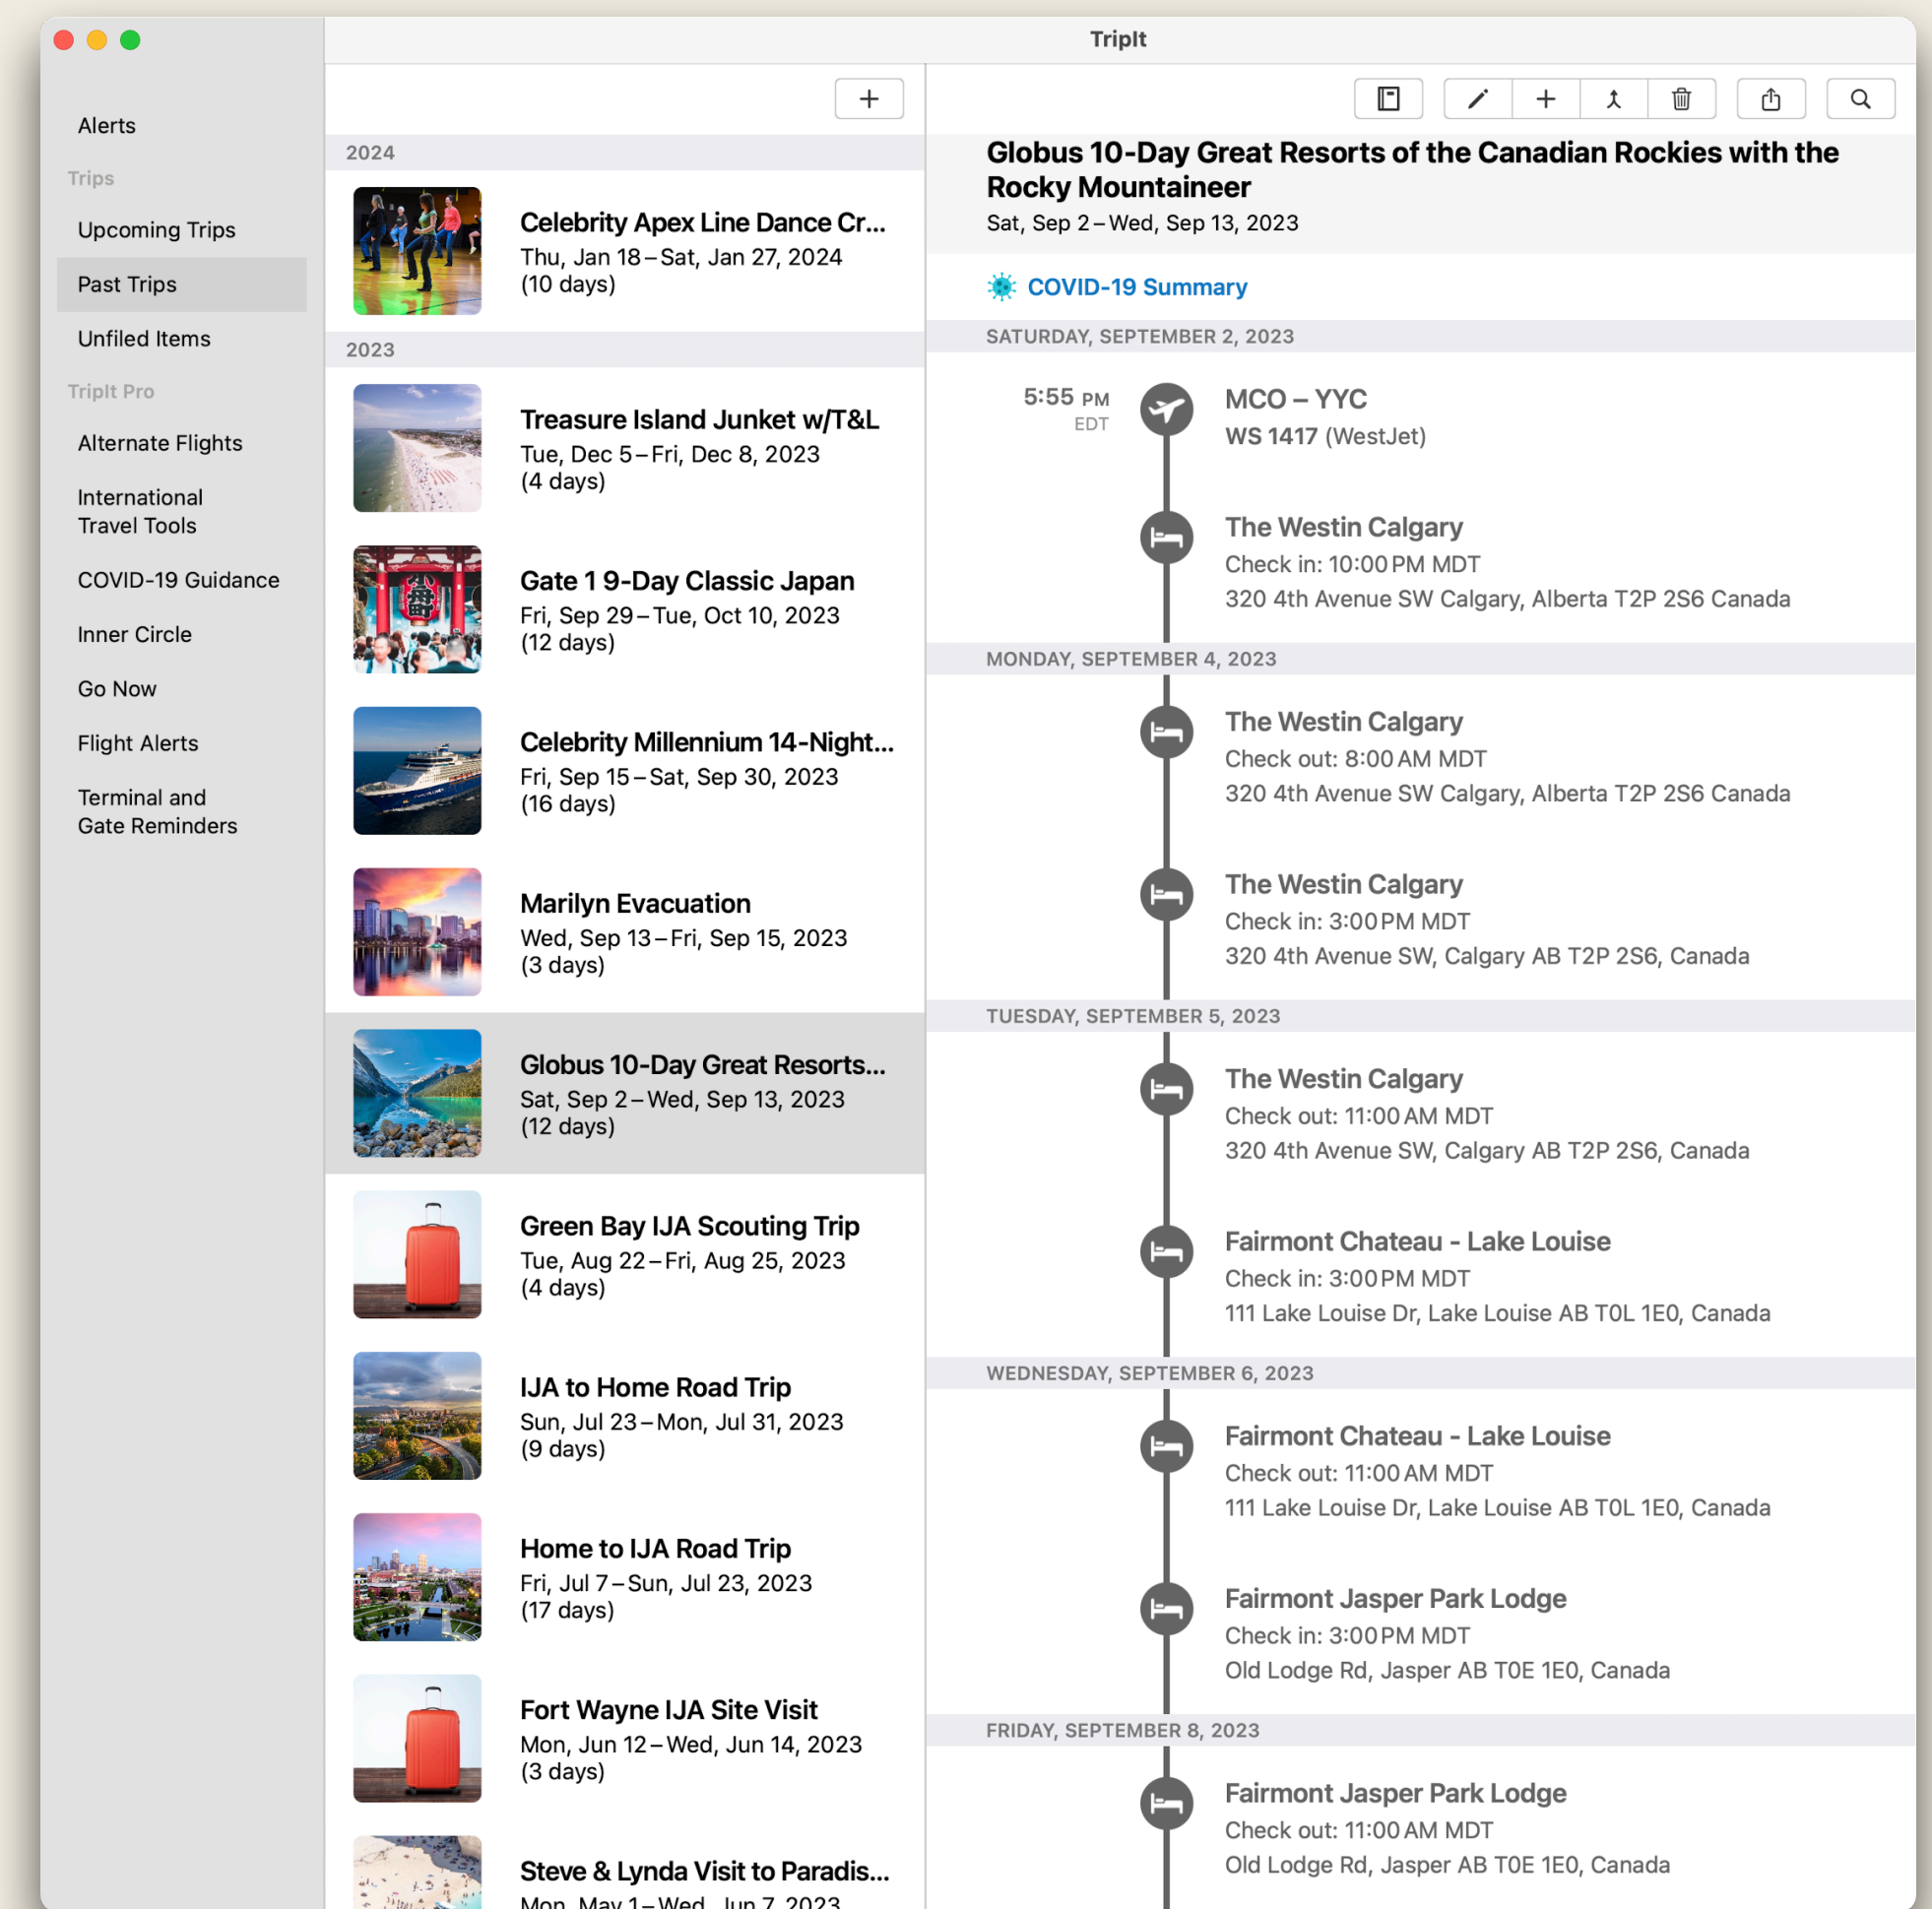 TripIt
Alerts
Trips
Upcoming Trips
Past Trips
Unfiled Items
TripIt Pro
Alternate Flights
International
Travel Tools
COVID-19 Guidance
Inner Circle
Go Now
Flight Alerts
Terminal and
Gate Reminders
2024
Celebrity Apex Line Dance Cr...
Thu, Jan 18 – Sat, Jan 27, 2024
(10 days)
2023
Treasure Island Junket w/T&L
Tue, Dec 5 – Fri, Dec 8, 2023
(4 days)
Gate 1 9-Day Classic Japan
Fri, Sep 29 – Tue, Oct 10, 2023
(12 days)
Celebrity Millennium 14-Night...
Fri, Sep 15 – Sat, Sep 30, 2023
(16 days)
Marilyn Evacuation
Wed, Sep 13 – Fri, Sep 15, 2023
(3 days)
Globus 10-Day Great Resorts...
Sat, Sep 2 – Wed, Sep 13, 2023
(12 days)
Green Bay IJA Scouting Trip
Tue, Aug 22 – Fri, Aug 25, 2023
(4 days)
IJA to Home Road Trip
Sun, Jul 23 – Mon, Jul 31, 2023
(9 days)
Home to IJA Road Trip
Fri, Jul 7 – Sun, Jul 23, 2023
(17 days)
Fort Wayne IJA Site Visit
Mon, Jun 12 – Wed, Jun 14, 2023
(3 days)
Steve & Lynda Visit to Paradis...
Mon, May 1 – Wed, Jun 7, 2023
Globus 10-Day Great Resorts of the Canadian Rockies with the
Rocky Mountaineer
Sat, Sep 2 – Wed, Sep 13, 2023
COVID-19 Summary
SATURDAY, SEPTEMBER 2, 2023
5:55 PM
EDT
MCO – YYC
WS 1417 (WestJet)
The Westin Calgary
Check in: 10:00 PM MDT
320 4th Avenue SW Calgary, Alberta T2P 2S6 Canada
MONDAY, SEPTEMBER 4, 2023
The Westin Calgary
Check out: 8:00 AM MDT
320 4th Avenue SW Calgary, Alberta T2P 2S6 Canada
The Westin Calgary
Check in: 3:00 PM MDT
320 4th Avenue SW, Calgary AB T2P 2S6, Canada
TUESDAY, SEPTEMBER 5, 2023
The Westin Calgary
Check out: 11:00 AM MDT
320 4th Avenue SW, Calgary AB T2P 2S6, Canada
Fairmont Chateau - Lake Louise
Check in: 3:00 PM MDT
111 Lake Louise Dr, Lake Louise AB T0L 1E0, Canada
WEDNESDAY, SEPTEMBER 6, 2023
Fairmont Chateau - Lake Louise
Check out: 11:00 AM MDT
111 Lake Louise Dr, Lake Louise AB T0L 1E0, Canada
Fairmont Jasper Park Lodge
Check in: 3:00 PM MDT
Old Lodge Rd, Jasper AB T0E 1E0, Canada
FRIDAY, SEPTEMBER 8, 2023
Fairmont Jasper Park Lodge
Check out: 11:00 AM MDT
Old Lodge Rd, Jasper AB T0E 1E0, Canada